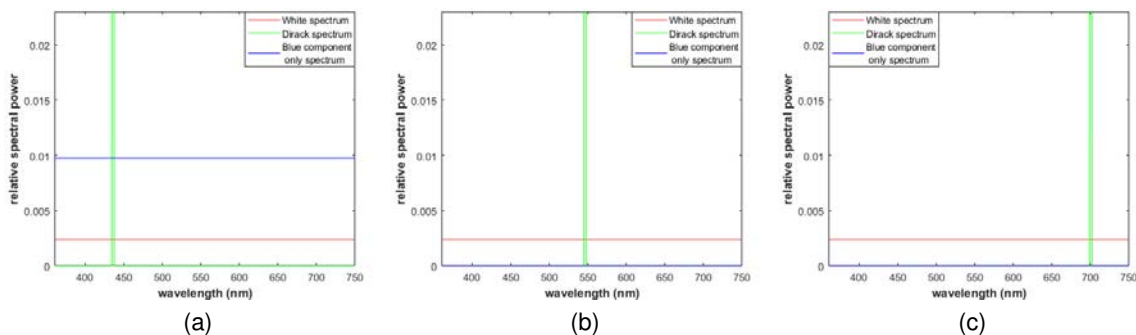 White spectrum
Dirack spectrum
Blue component
only spectrum
relative spectral power
0.02
0.015
0.01
0.005
0
400 450 500 550 600 650 700 750
wavelength (nm)
(a)
White spectrum
Dirack spectrum
Blue component
only spectrum
relative spectral power
0.02
0.015
0.01
0.005
0
400 450 500 550 600 650 700 750
wavelength (nm)
(b)
White spectrum
Dirack spectrum
Blue component
only spectrum
relative spectral power
0.02
0.015
0.01
0.005
0
400 450 500 550 600 650 700 750
wavelength (nm)
(c)